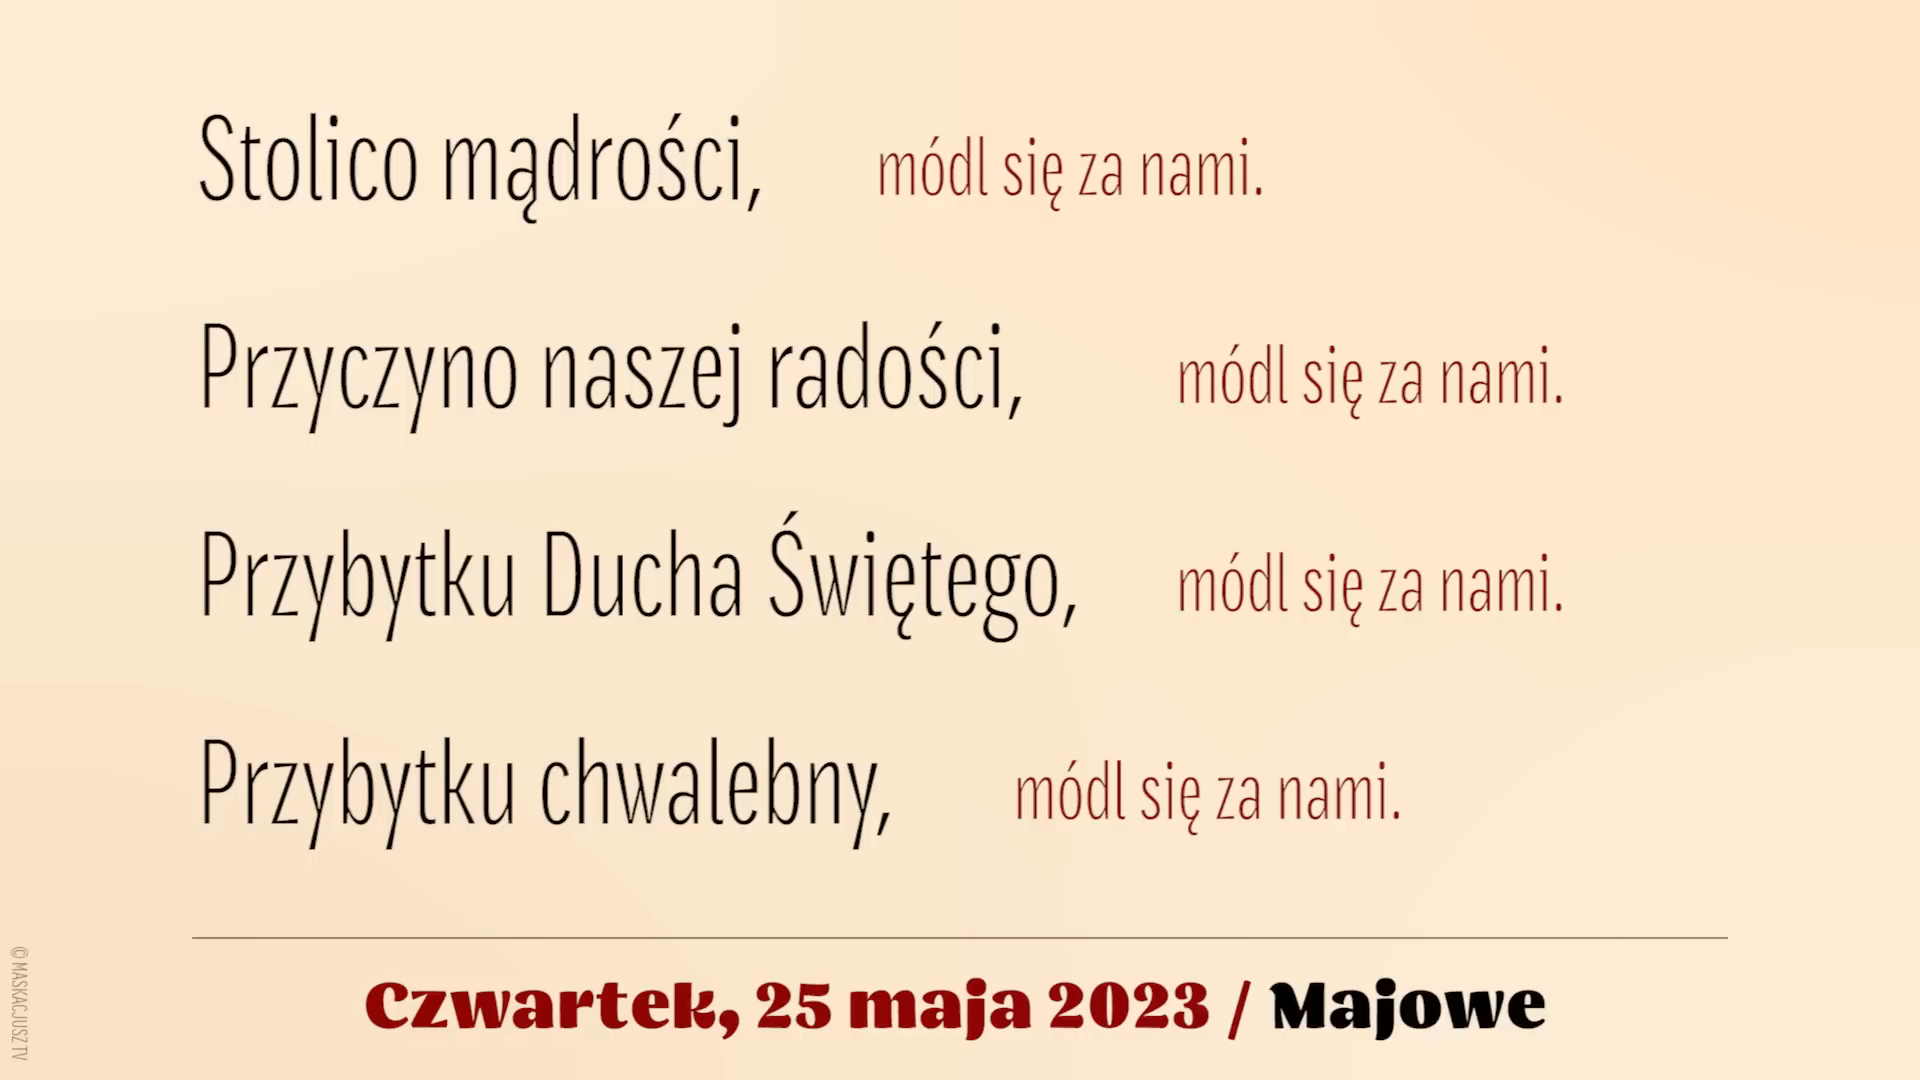 Stolico mądrości, módl się za nami.
Przyczyno naszej radości, módl się za nami.
Przybytku Ducha Świętego, módl się za nami.
Przybytku chwalebny, módl się za nami.
Czwartek, 25 maja 2023 / Majowe
© MASKACJUSZ TV